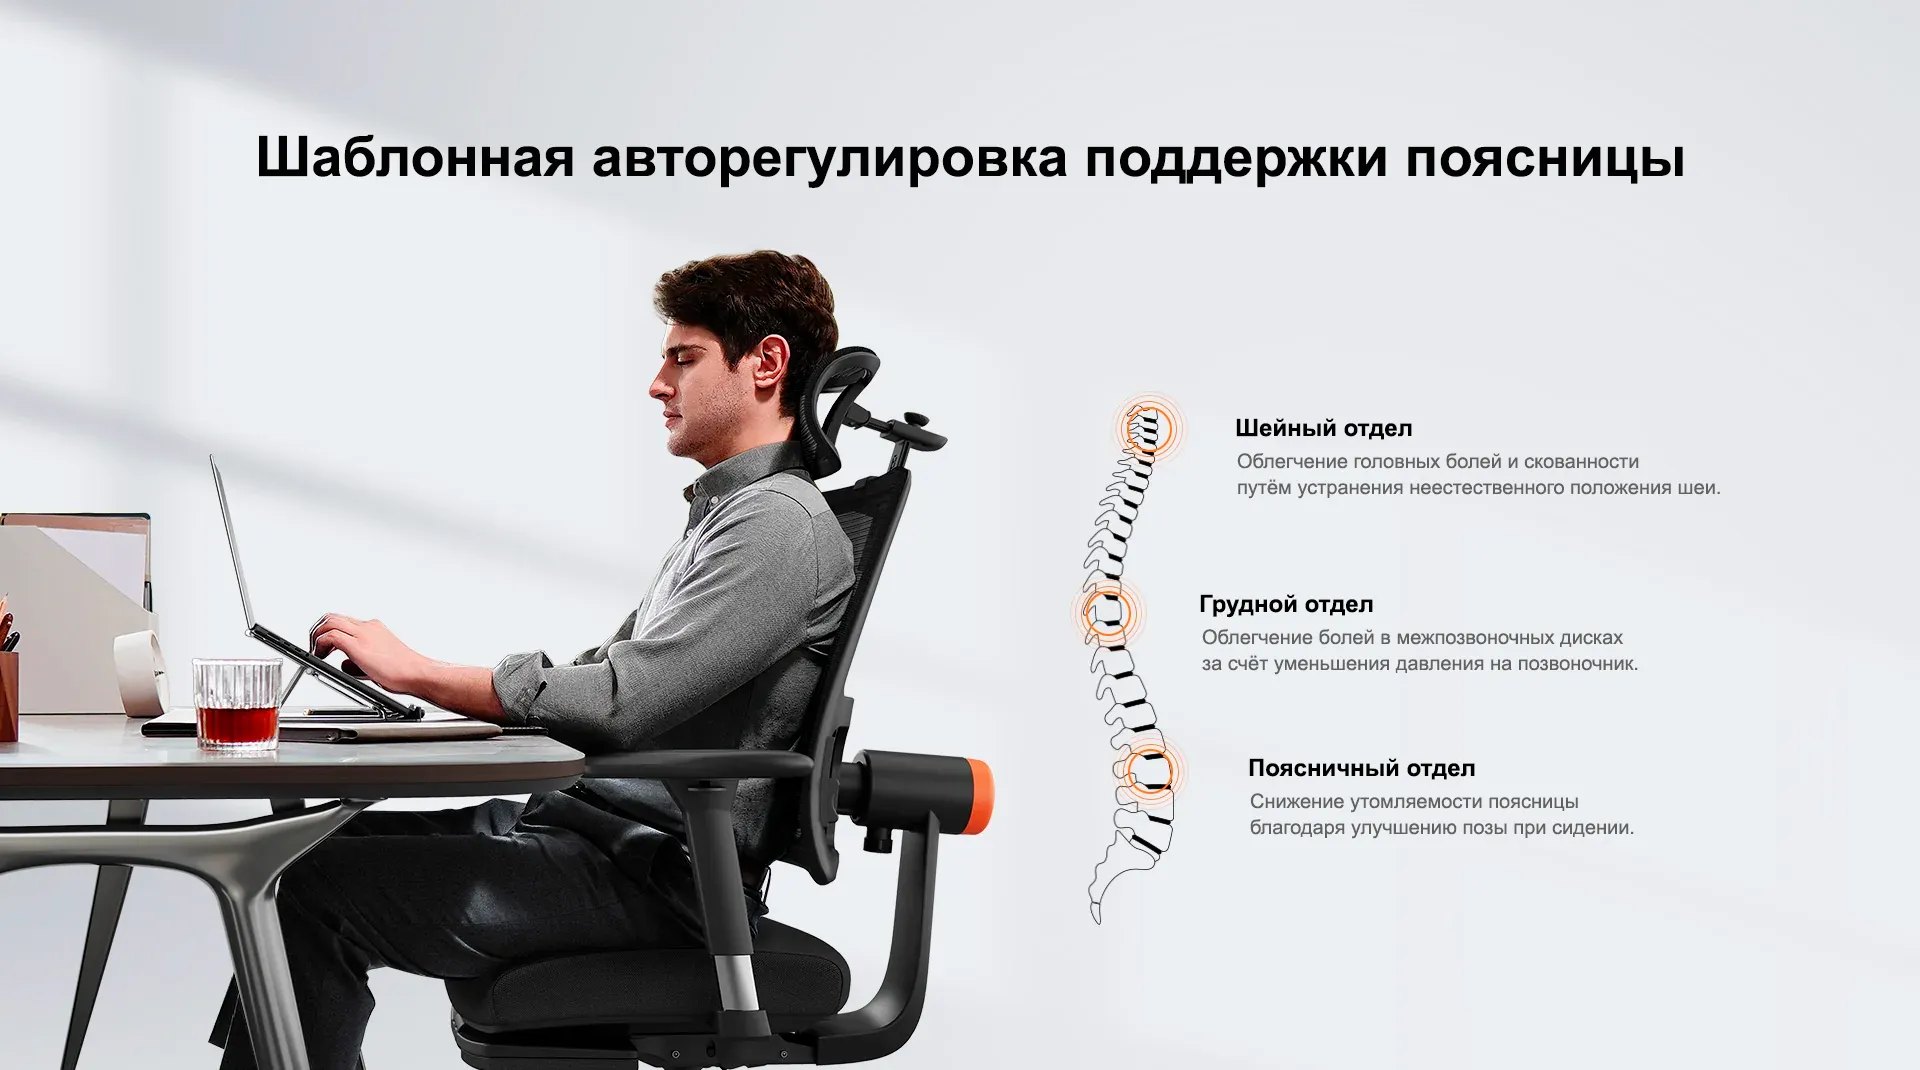 Шаблонная авторегулировка поддержки поясницы
Шейный отдел
Облегчение головных болей и скованности
путём устранения неестественного положения шеи.
Грудной отдел
Облегчение болей в межпозвоночных дисках
за счёт уменьшения давления на позвоночник.
Поясничный отдел
Снижение утомляемости поясницы
благодаря улучшению позы при сидении.